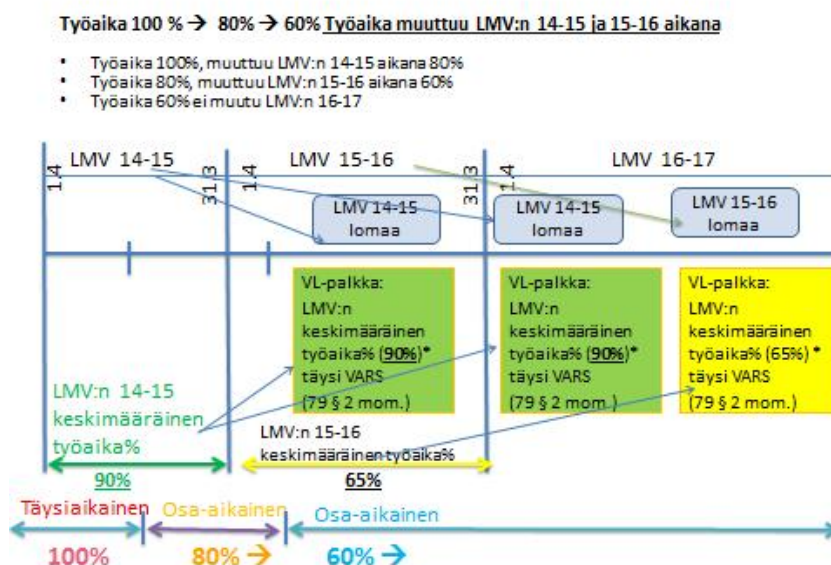 Työaika 100 % → 80% → 60% Työaika muuttuu LMV:n 14-15 ja 15-16 aikana
• Työaika 100%, muuttuu LMV:n 14-15 aikana 80%
• Työaika 80%, muuttuu LMV:n 15-16 aikana 60%
• Työaika 60% ei muutu LMV:n 16-17
1.4
LMV 14-15
31.3
1.4
LMV 15-16
31.3
1.4
LMV 16-17
LMV 14-15
lomaa
LMV 14-15
lomaa
LMV 15-16
lomaa
VL-palkka:
LMV:n
keskimääräinen
työaika% (90%)*
täysi VARS
(79 § 2 mom.)
VL-palkka:
LMV:n
keskimääräinen
työaika% (90%)*
täysi VARS
(79 § 2 mom.)
VL-palkka:
LMV:n
keskimääräinen
työaika% (65%)*
täysi VARS
(79 § 2 mom.)
LMV:n 14-15
keskimääräinen
työaika%
90%
LMV:n 15-16
keskimääräinen työaika%
65%
Täysiaikainen
Osa-aikainen
Osa-aikainen
100%
80% →
60% →